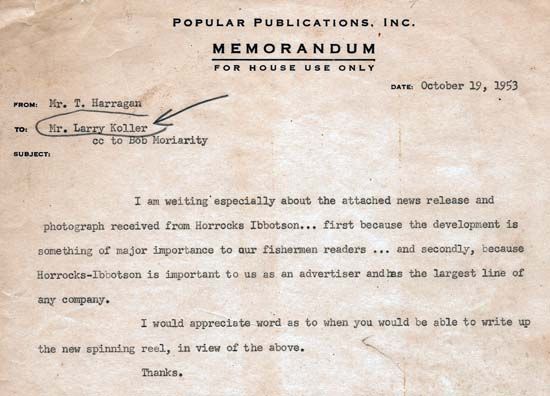 POPULAR PUBLICATIONS, INC.
MEMORANDUM
FOR HOUSE USE ONLY
DATE: October 19, 1953
FROM: Mr. T. Harragan
TO: Mr. Larry Koller
cc to Bob Moriarity
SUBJECT:
I am weiting especially about the attached news release and
photograph received from Horrocks Ibbotson... first because the development is
something of major importance to our fishermen readers ... and secondly, because
Horrocks-Ibbotson is important to us as an advertiser and has the largest line of
any company.
I would appreciate word as to when you would be able to write up
the new spinning reel, in view of the above.
Thanks.